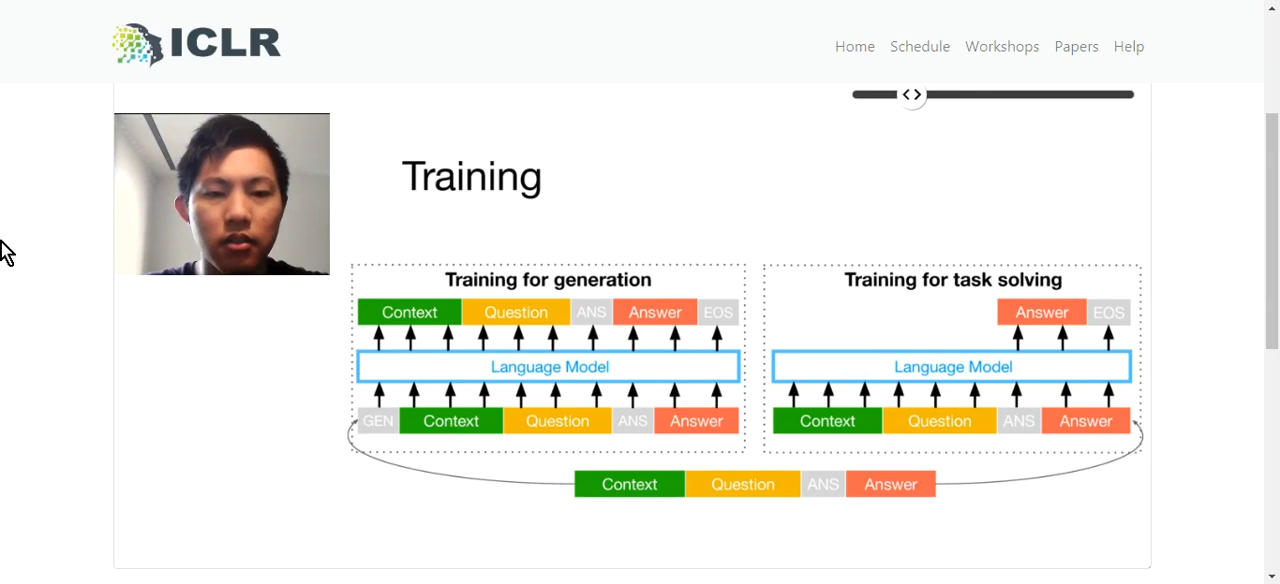 ICLR
Home Schedule Workshops Papers Help
Training
Training for generation
Context Question ANS Answer EOS
Language Model
GEN Context Question ANS Answer
Training for task solving
Answer EOS
Language Model
Context Question ANS Answer
Context Question ANS Answer